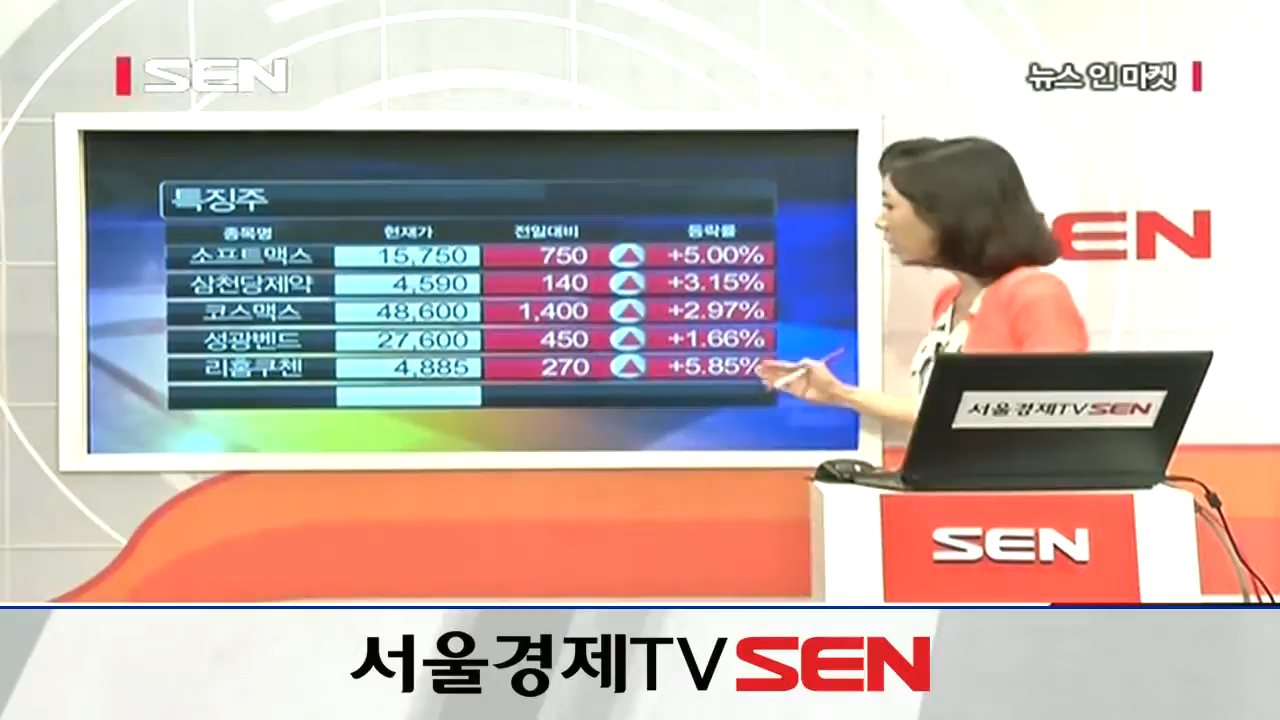 SEN
뉴스 인 마켓
특징주
종목명 현재가 전일대비 등락률
소프트맥스 15,750 750 +5.00%
삼천당제약 4,590 140 +3.15%
코스맥스 48,600 1,400 +2.97%
성광벤드 27,600 450 +1.66%
리홈쿠첸 4,885 270 +5.85%
SEN
서울경제TV SEN
SEN
서울경제TV SEN